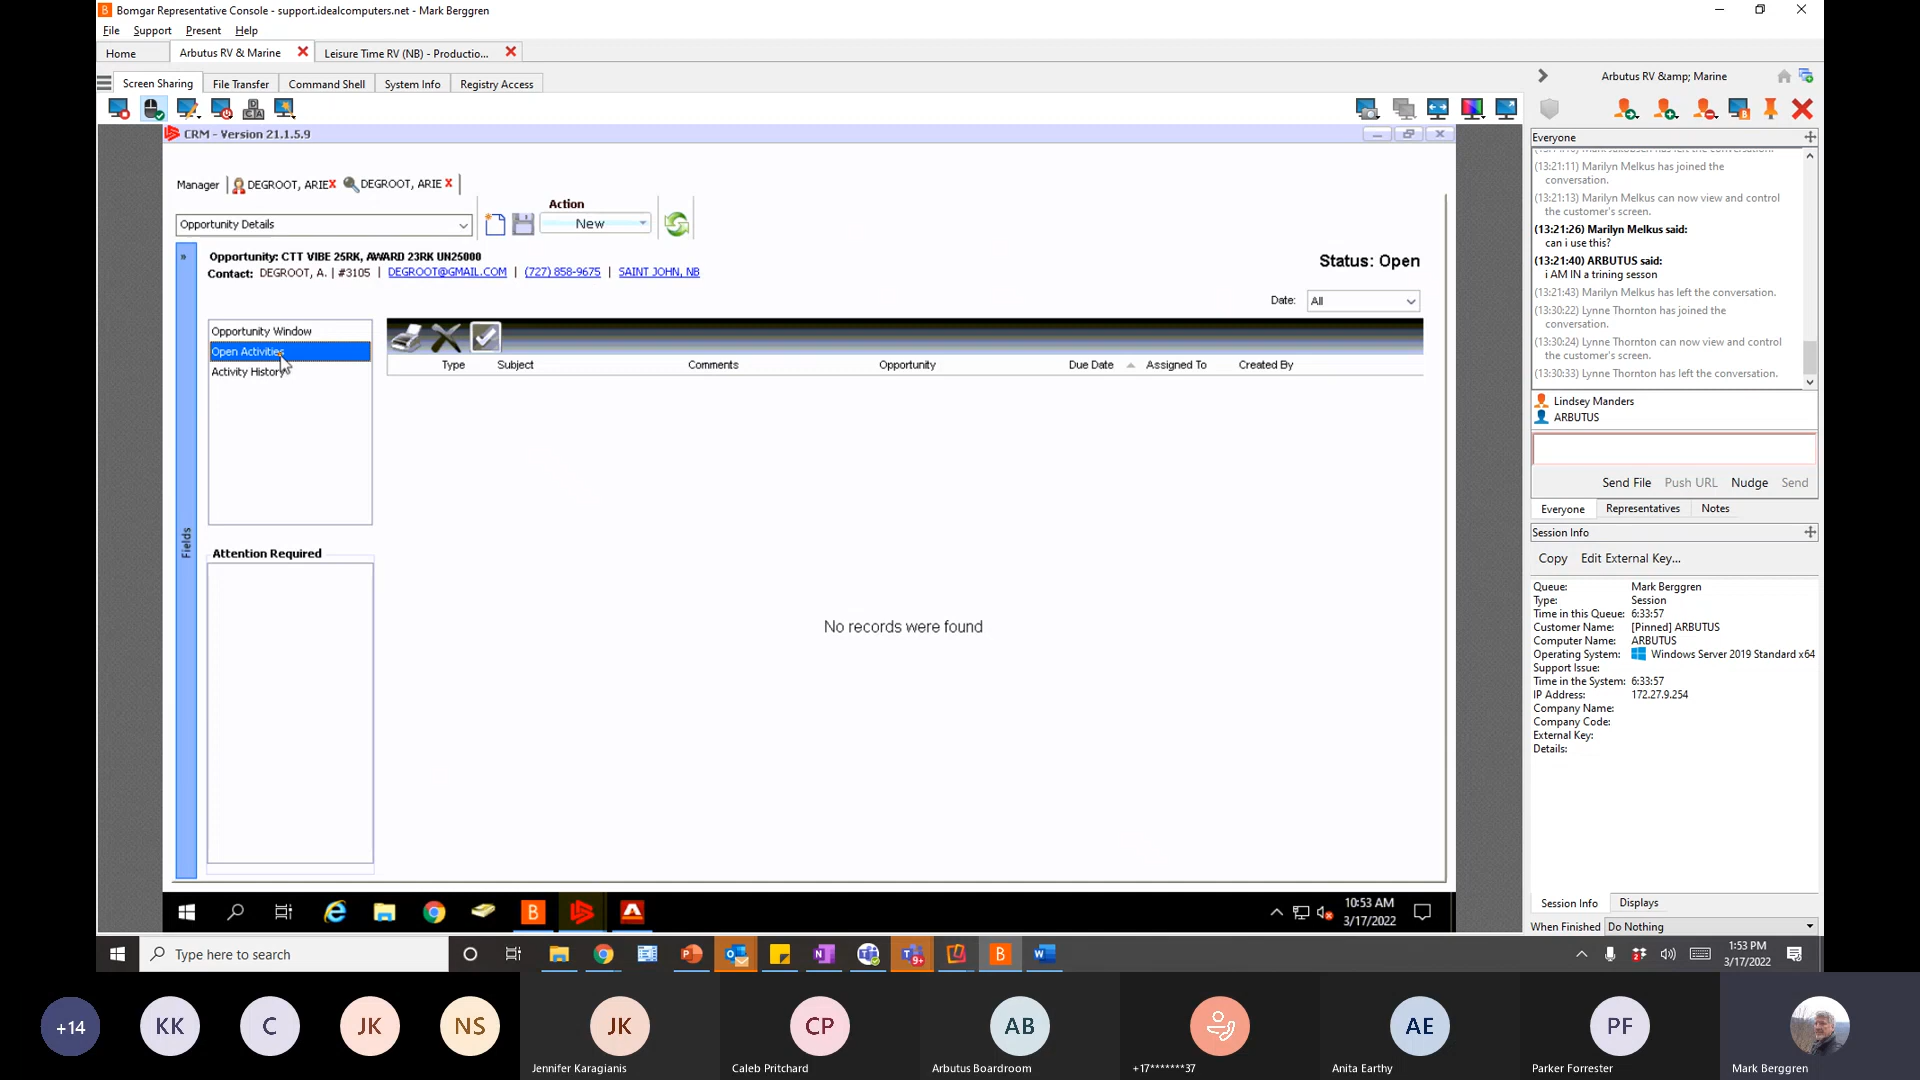 Bomgar Representative Console - support.idealcomputers.net - Mark Berggren
File Support Present Help
Home Arbutus RV & Marine Leisure Time RV (NB) - Productio...
Screen Sharing File Transfer Command Shell System Info Registry Access
Arbutus RV &amp; Marine
CRM - Version 21.1.5.9
Manager DEGROOT, ARIE DEGROOT, ARIE
Action
Opportunity Details
New
Opportunity: CTT VIBE 25RK, AWARD 23RK UN25000
Contact: DEGROOT, A. | #3105 | DEGROOT@GMAIL.COM | (727) 858-9675 | SAINT JOHN, NB
Status: Open
Date: All
Opportunity Window
Open Activities
Activity History
Type Subject Comments Opportunity Due Date Assigned To Created By
Fields
Attention Required
No records were found
10:53 AM
3/17/2022
Everyone
(13:21:11) Marilyn Melkus has joined the
conversation.
(13:21:13) Marilyn Melkus can now view and control
the customer's screen.
(13:21:26) Marilyn Melkus said:
can i use this?
(13:21:40) ARBUTUS said:
i AM IN a trining sesson
(13:21:43) Marilyn Melkus has left the conversation.
(13:30:22) Lynne Thornton has joined the
conversation.
(13:30:24) Lynne Thornton can now view and control
the customer's screen.
(13:30:33) Lynne Thornton has left the conversation.
Lindsey Manders
ARBUTUS
Send File Push URL Nudge Send
Everyone Representatives Notes
Session Info
Copy Edit External Key...
Queue: Mark Berggren
Type: Session
Time in this Queue: 6:33:57
Customer Name: [Pinned] ARBUTUS
Computer Name: ARBUTUS
Operating System: Windows Server 2019 Standard x64
Support Issue:
Time in the System: 6:33:57
IP Address: 172.27.9.254
Company Name:
Company Code:
External Key:
Details:
Session Info Displays
When Finished Do Nothing
Type here to search
1:53 PM
3/17/2022
+14 KK C JK NS JK CP AB AE PF
Jennifer Karagianis Caleb Pritchard Arbutus Boardroom +17*******37 Anita Earthy Parker Forrester Mark Berggren